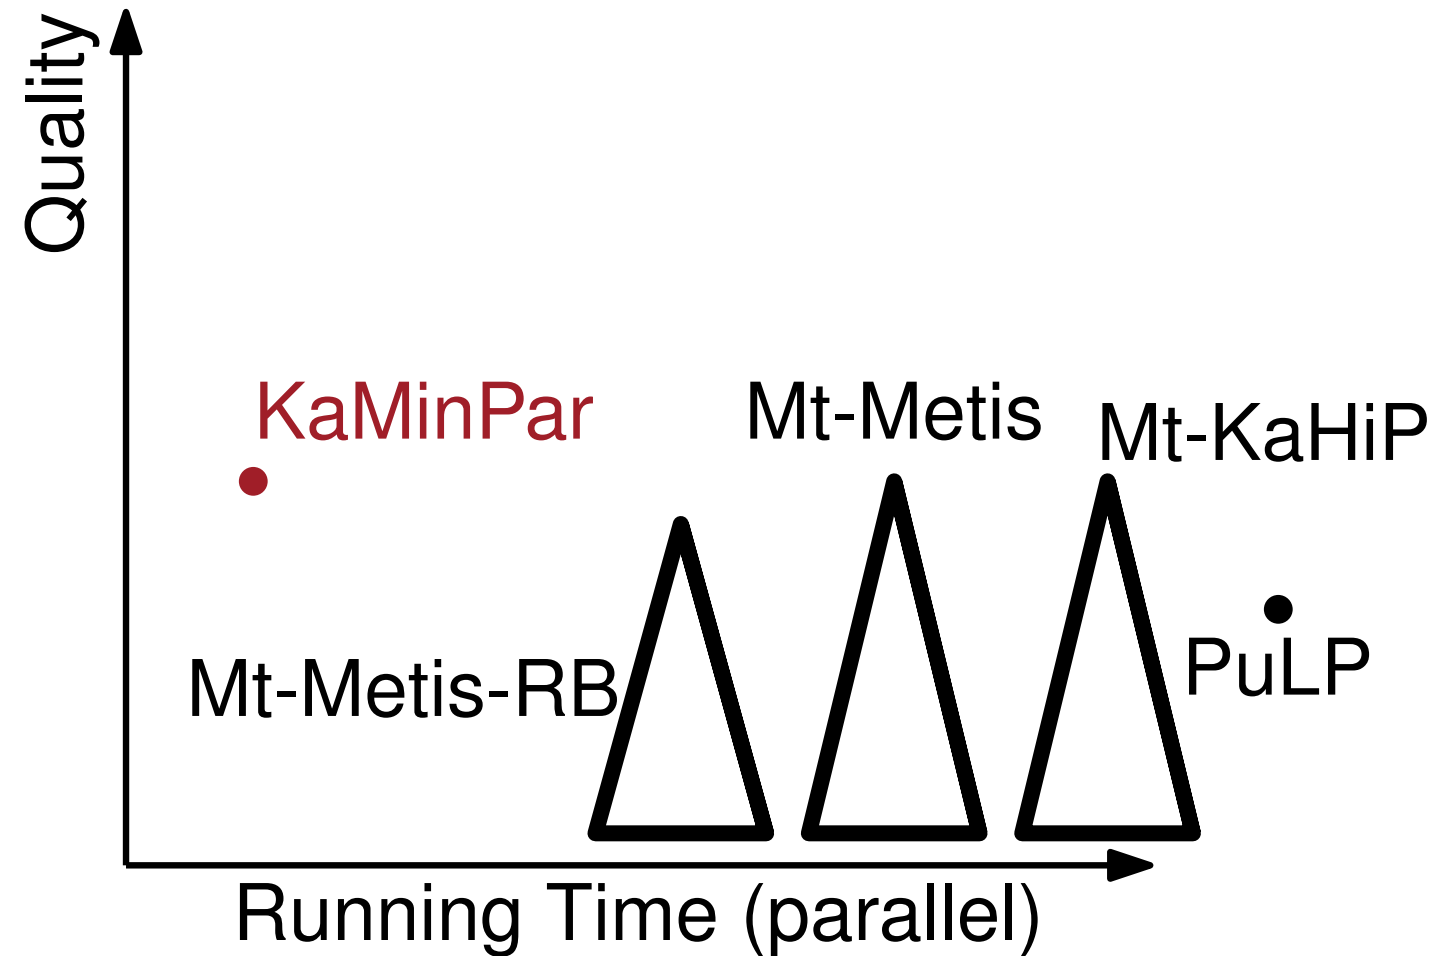 Quality
KaMinPar
Mt-Metis
Mt-KaHiP
Mt-Metis-RB
PuLP
Running Time (parallel)